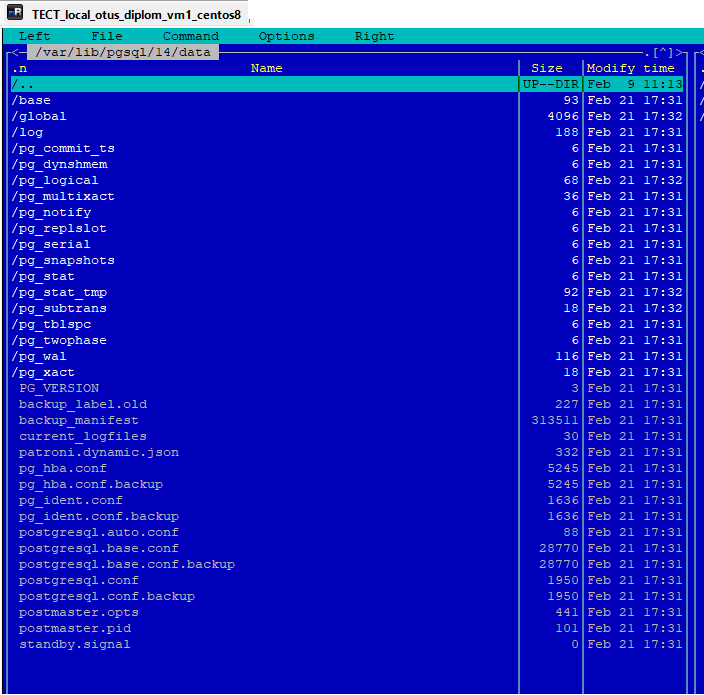 TECT_local_otus_diplom_vm1_centos8
Left File Command Options Right
<- /var/lib/pgsql/14/data .[^]>
.n Name Size Modify time
/.. UP--DIR Feb 9 11:13
/base 93 Feb 21 17:31
/global 4096 Feb 21 17:32
/log 188 Feb 21 17:31
/pg_commit_ts 6 Feb 21 17:31
/pg_dynshmem 6 Feb 21 17:31
/pg_logical 68 Feb 21 17:32
/pg_multixact 36 Feb 21 17:31
/pg_notify 6 Feb 21 17:31
/pg_replslot 6 Feb 21 17:31
/pg_serial 6 Feb 21 17:31
/pg_snapshots 6 Feb 21 17:31
/pg_stat 6 Feb 21 17:31
/pg_stat_tmp 92 Feb 21 17:32
/pg_subtrans 18 Feb 21 17:32
/pg_tblspc 6 Feb 21 17:31
/pg_twophase 6 Feb 21 17:31
/pg_wal 116 Feb 21 17:31
/pg_xact 18 Feb 21 17:31
PG_VERSION 3 Feb 21 17:31
backup_label.old 227 Feb 21 17:31
backup_manifest 313511 Feb 21 17:31
current_logfiles 30 Feb 21 17:31
patroni.dynamic.json 332 Feb 21 17:31
pg_hba.conf 5245 Feb 21 17:31
pg_hba.conf.backup 5245 Feb 21 17:31
pg_ident.conf 1636 Feb 21 17:31
pg_ident.conf.backup 1636 Feb 21 17:31
postgresql.auto.conf 88 Feb 21 17:31
postgresql.base.conf 28770 Feb 21 17:31
postgresql.base.conf.backup 28770 Feb 21 17:31
postgresql.conf 1950 Feb 21 17:31
postgresql.conf.backup 1950 Feb 21 17:31
postmaster.opts 441 Feb 21 17:31
postmaster.pid 101 Feb 21 17:31
standby.signal 0 Feb 21 17:31